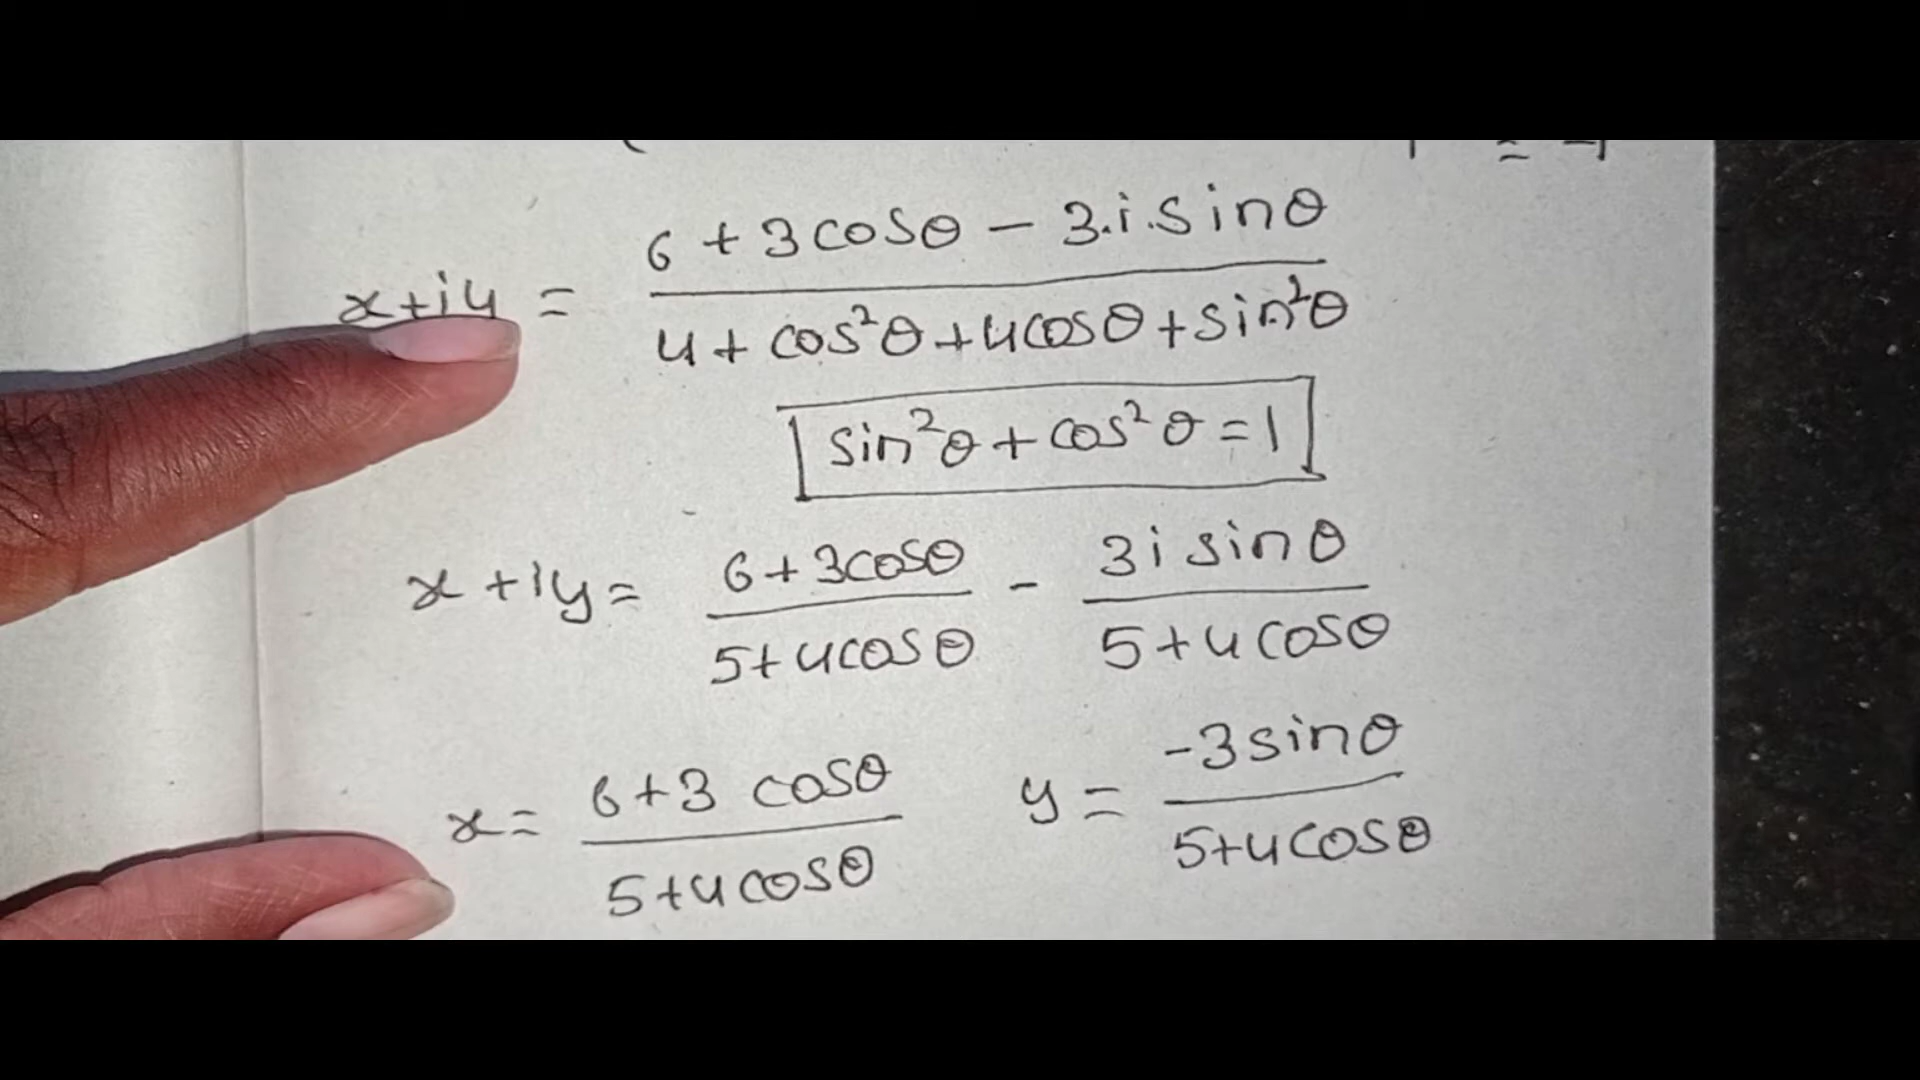 x+iy = (6 + 3cosθ - 3.i.sinθ)/(4 + cos²θ + 4cosθ + sin²θ)
sin²θ + cos²θ = 1
x + iy = (6 + 3cosθ)/(5 + 4cosθ) - (3i sinθ)/(5 + 4cosθ)
x = (6 + 3 cosθ)/(5 + 4cosθ) y = (-3sinθ)/(5 + 4cosθ)